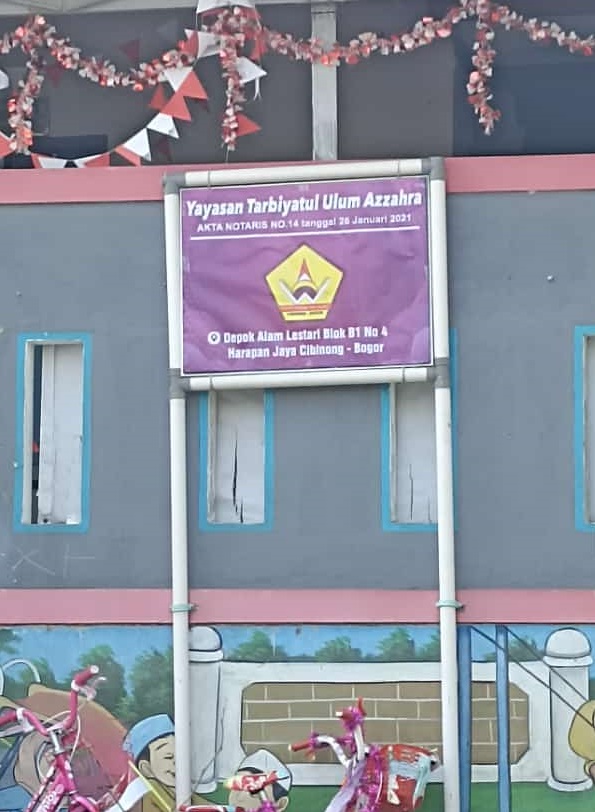 Yayasan Tarbiyatul Ulum Azzahra
AKTA NOTARIS NO.14 tanggal 26 Januari 2021
Depok Alam Lestari Blok B1 No 4
Harapan Jaya Cibinong - Bogor